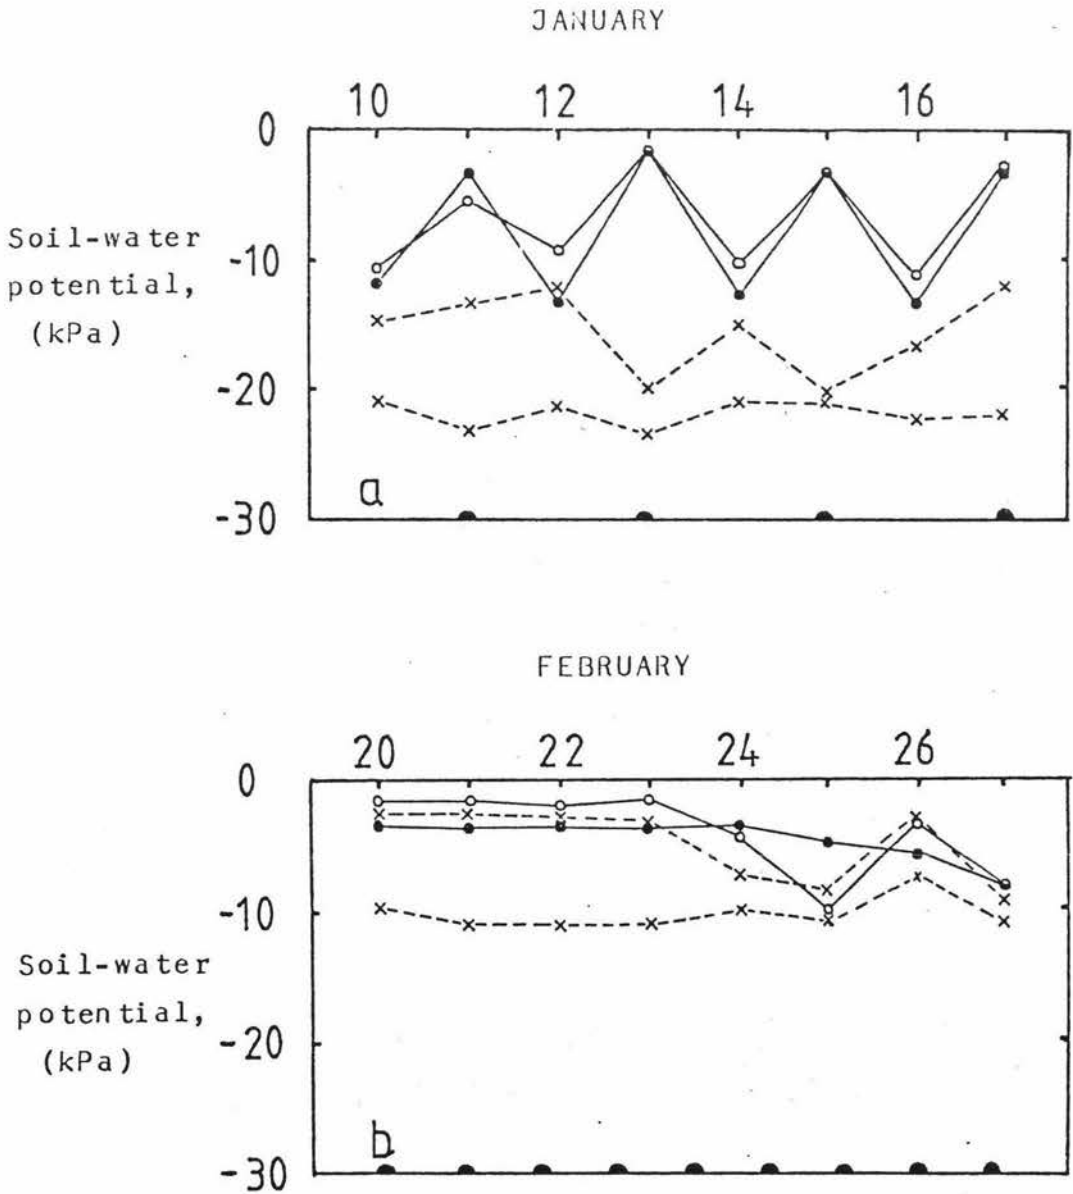 JANUARY
10 12 14 16
0
Soil-water
-10
potential,
(kPa)
-20
a
-30
FEBRUARY
20 22 24 26
0
-10
Soil-water
potential,
-20
(kPa)
b
-30